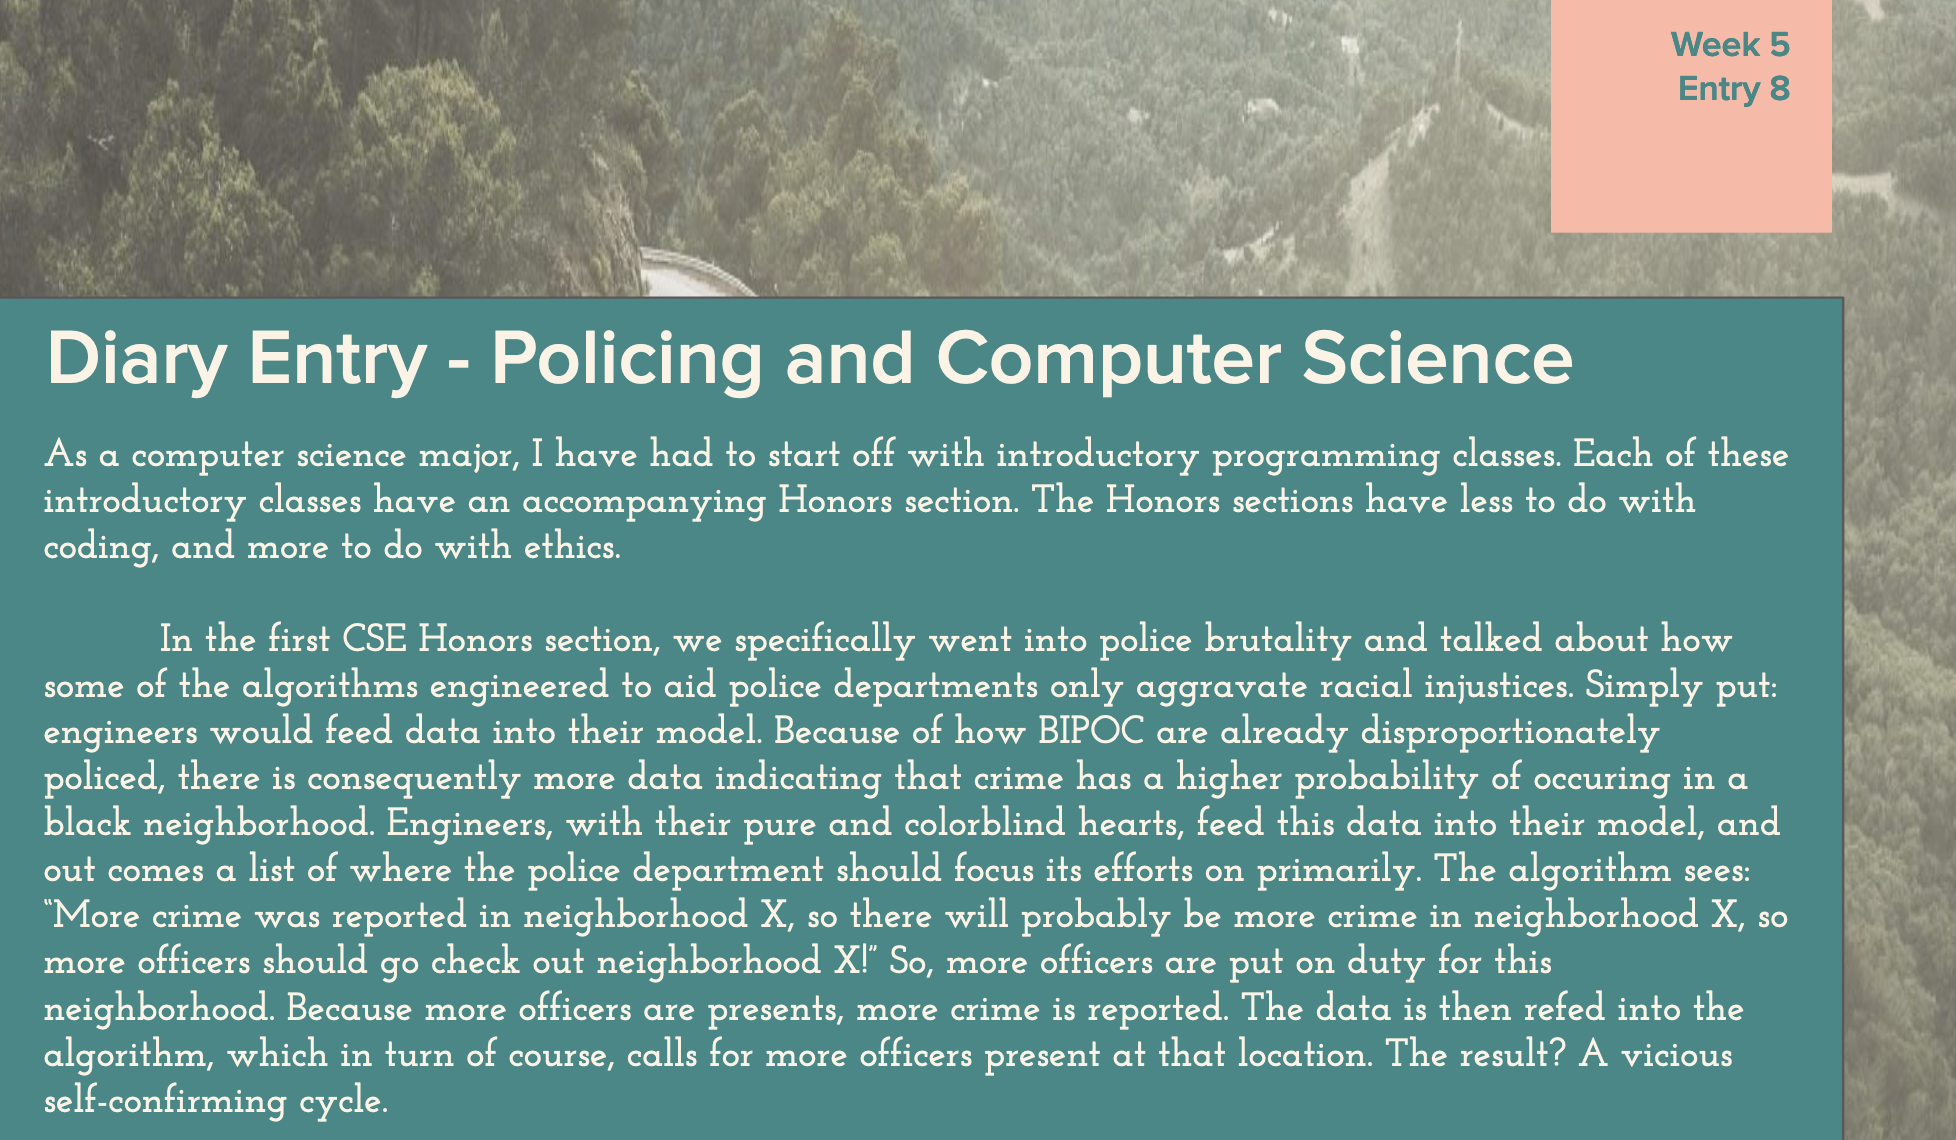 Week 5
Entry 8
Diary Entry - Policing and Computer Science
As a computer science major, I have had to start off with introductory programming classes. Each of these
introductory classes have an accompanying Honors section. The Honors sections have less to do with
coding, and more to do with ethics.
In the first CSE Honors section, we specifically went into police brutality and talked about how
some of the algorithms engineered to aid police departments only aggravate racial injustices. Simply put:
engineers would feed data into their model. Because of how BIPOC are already disproportionately
policed, there is consequently more data indicating that crime has a higher probability of occuring in a
black neighborhood. Engineers, with their pure and colorblind hearts, feed this data into their model, and
out comes a list of where the police department should focus its efforts on primarily. The algorithm sees:
“More crime was reported in neighborhood X, so there will probably be more crime in neighborhood X, so
more officers should go check out neighborhood X!” So, more officers are put on duty for this
neighborhood. Because more officers are presents, more crime is reported. The data is then refed into the
algorithm, which in turn of course, calls for more officers present at that location. The result? A vicious
self-confirming cycle.